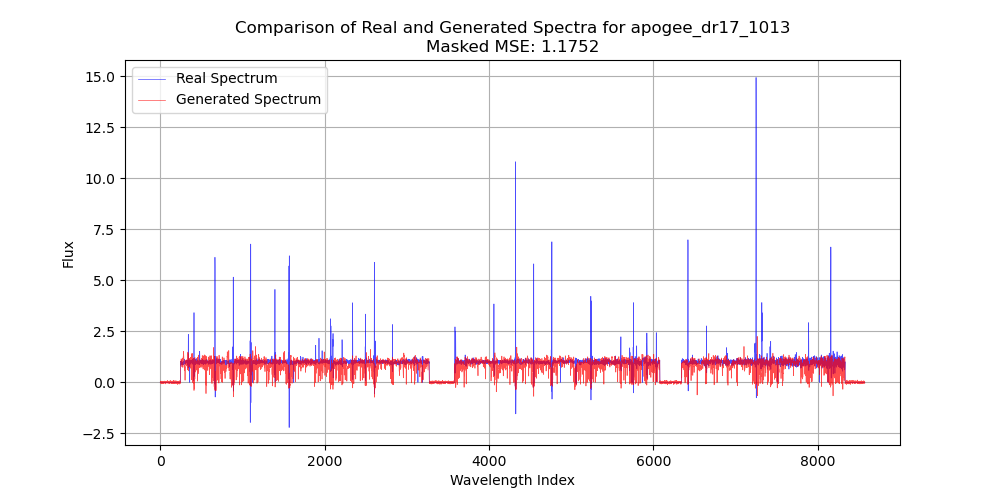 Comparison of Real and Generated Spectra for apogee_dr17_1013
Masked MSE: 1.1752
Real Spectrum
Generated Spectrum
15.0
12.5
10.0
7.5
5.0
2.5
0.0
−2.5
Flux
0 2000 4000 6000 8000
Wavelength Index